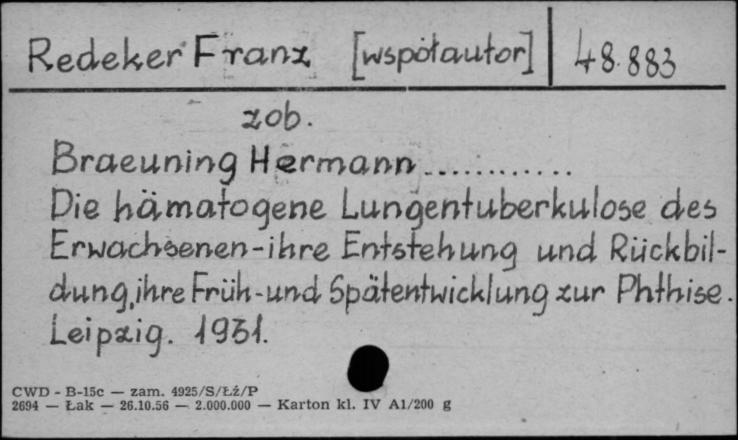 Redeker Franz [współautor] 48.883
zob.
Braeuning Hermann............
Die hämatogene Lungentuberkulose des
Erwachsenen-ihre Entstehung und Rückbil-
dung, ihre Früh-und Spätentwicklung zur Phthise.
Leipzig. 1931.
CWD - B-15c — zam. 4925/S/Łź/P
2694 — Łak — 26.10.56 — 2.000.000 — Karton kl. IV A1/200 g